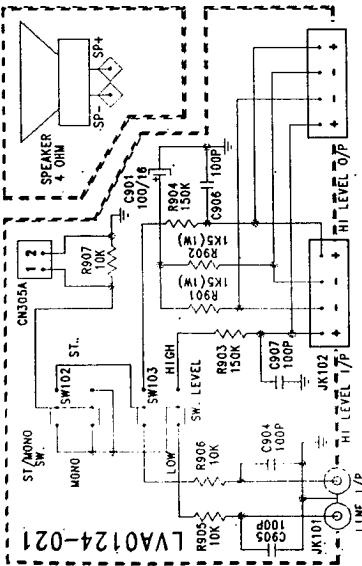 SPEAKER
4 OHM
SP+
SP-
CN305A
1 2
R907
10K
C901
100/16
R904
150K
C906
100P
R902
1K5(1W)
R901
1K5(1W)
R903
150K
C907
100P
ST/MONO
SW.
SW102
ST..
MONO
SW103
HIGH
LOW
SW. LEVEL
R906
10K
R905
10K
C904
100P
C905
100P
LVA0124-021
JK101
LINE I/P
JK102
HI LEVEL I/P
+ - - +
HI LEVEL O/P
+ - - +